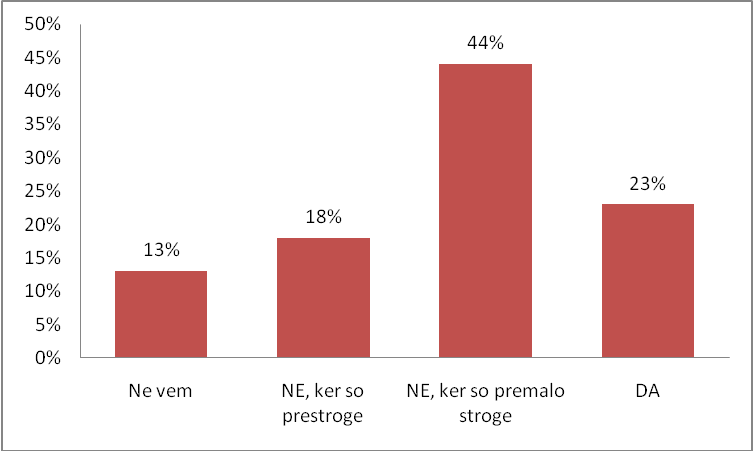 50%
45%
40%
35%
30%
25%
20%
15%
10%
5%
0%
13%
18%
44%
23%
Ne vem
NE, ker so
prestroge
NE, ker so premalo
stroge
DA